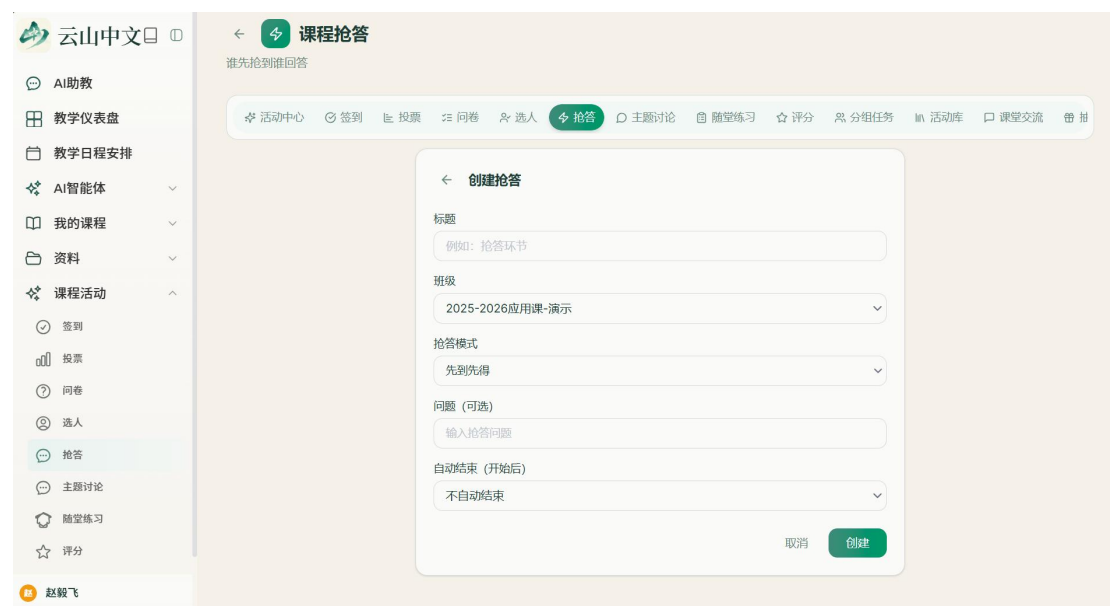 云山中文
AI助教
教学仪表盘
教学日程安排
AI智能体
我的课程
资料
课程活动
签到
投票
问卷
选人
抢答
主题讨论
随堂练习
评分
赵
赵毅飞
课程抢答
谁先抢到谁回答
活动中心 签到 投票 问卷 选人 抢答 主题讨论 随堂练习 评分 分组任务 活动库 课堂交流
创建抢答
标题
例如：抢答环节
班级
2025-2026应用课-演示
抢答模式
先到先得
问题（可选）
输入抢答问题
自动结束（开始后）
不自动结束
取消 创建